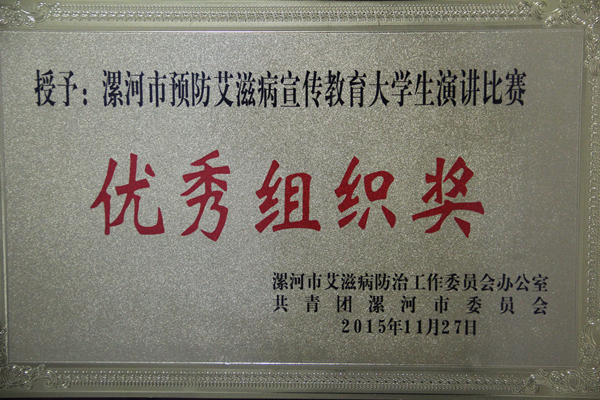 授予：漯河市预防艾滋病宣传教育大学生演讲比赛
优秀组织奖
漯河市艾滋病防治工作委员会办公室
共青团漯河市委员会
2015年11月27日